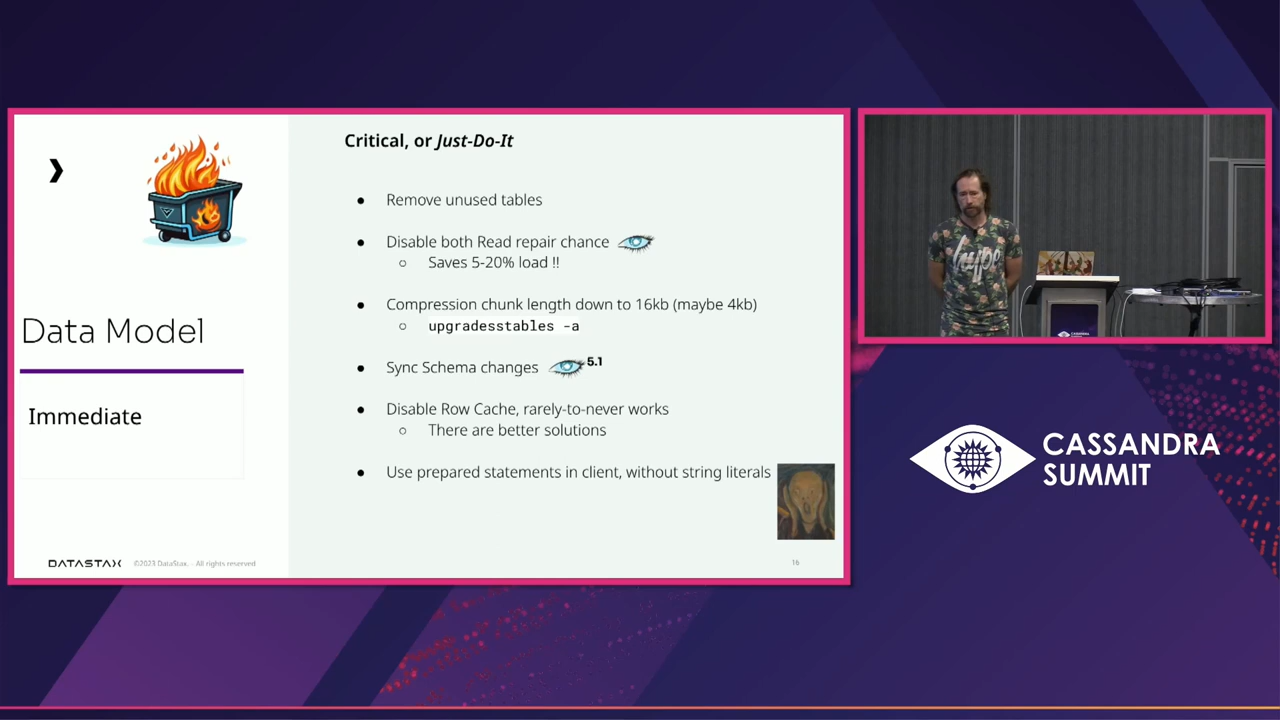 ❯
Data Model
Immediate
DATASTAX
©2023 DataStax. - All rights reserved
Critical, or Just-Do-It
● Remove unused tables
● Disable both Read repair chance
○ Saves 5-20% load !!
● Compression chunk length down to 16kb (maybe 4kb)
○ upgradesstables -a
● Sync Schema changes 5.1
● Disable Row Cache, rarely-to-never works
○ There are better solutions
● Use prepared statements in client, without string literals
16
hype
CASSANDRA
SUMMIT